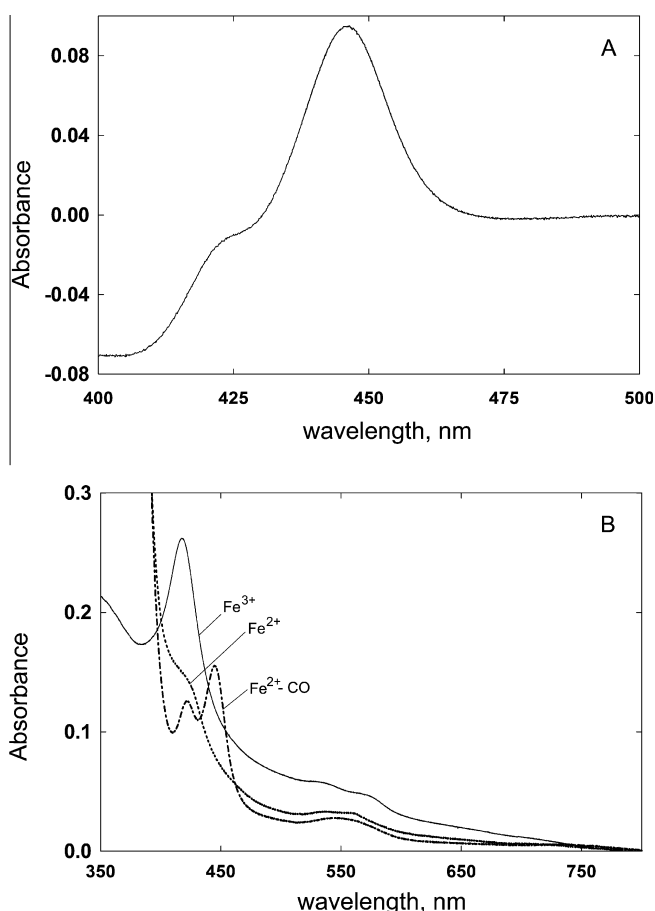 A
0.08
0.04
0.00
-0.04
-0.08
Absorbance
400 425 450 475 500
wavelength, nm
B
0.3
0.2
0.1
0.0
Absorbance
Fe3+
Fe2+
Fe2+- CO
350 450 550 650 750
wavelength, nm